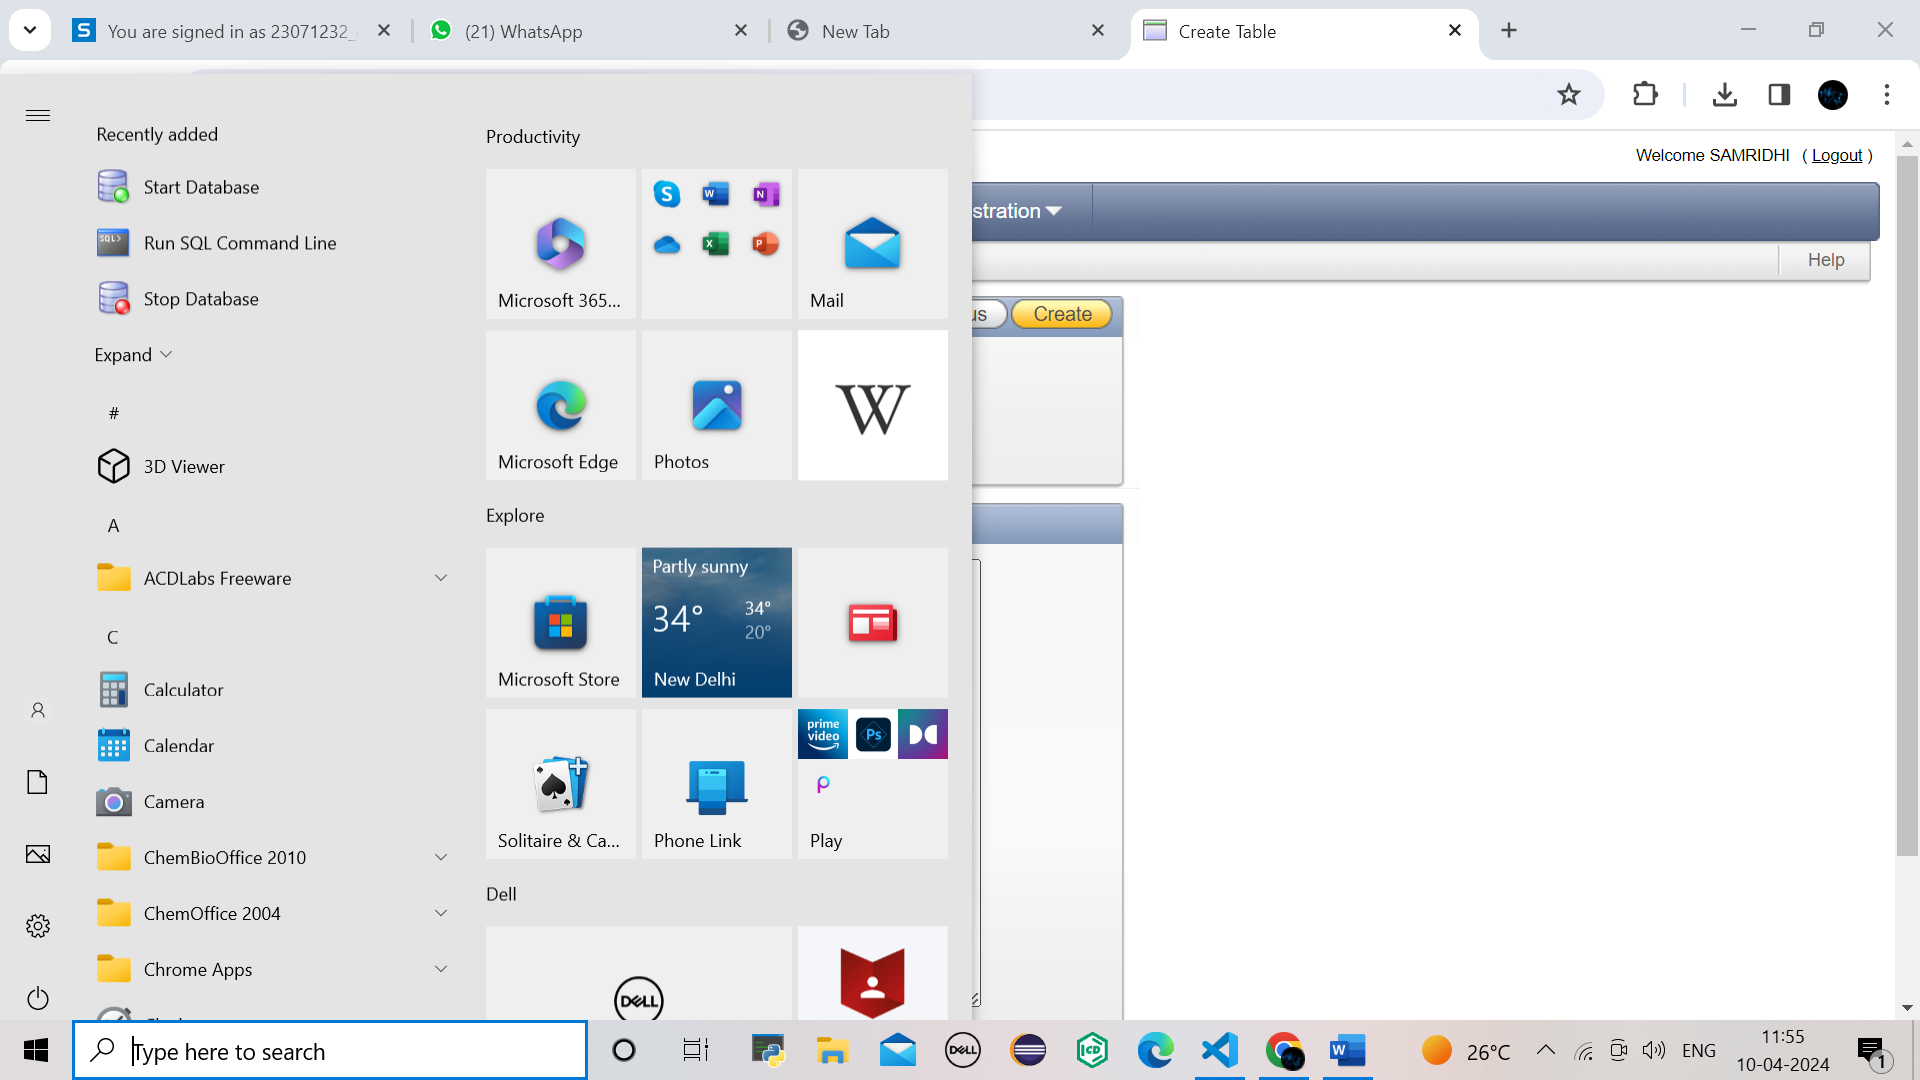 You are signed in as 23071232_
(21) WhatsApp
New Tab
Create Table
Welcome SAMRIDHI ( Logout )
stration
Help
us
Create
Recently added
Start Database
SQL>
Run SQL Command Line
Stop Database
Expand
#
3D Viewer
A
ACDLabs Freeware
C
Calculator
Calendar
Camera
ChemBioOffice 2010
ChemOffice 2004
Chrome Apps
Productivity
Microsoft 365...
Mail
Microsoft Edge
Photos
W
Explore
Microsoft Store
Partly sunny
34° 34°
20°
New Delhi
Solitaire & Ca...
Phone Link
prime video
Ps
Play
Dell
DELL
Type here to search
DELL
ICD
W
26°C
ENG
11:55
10-04-2024
1